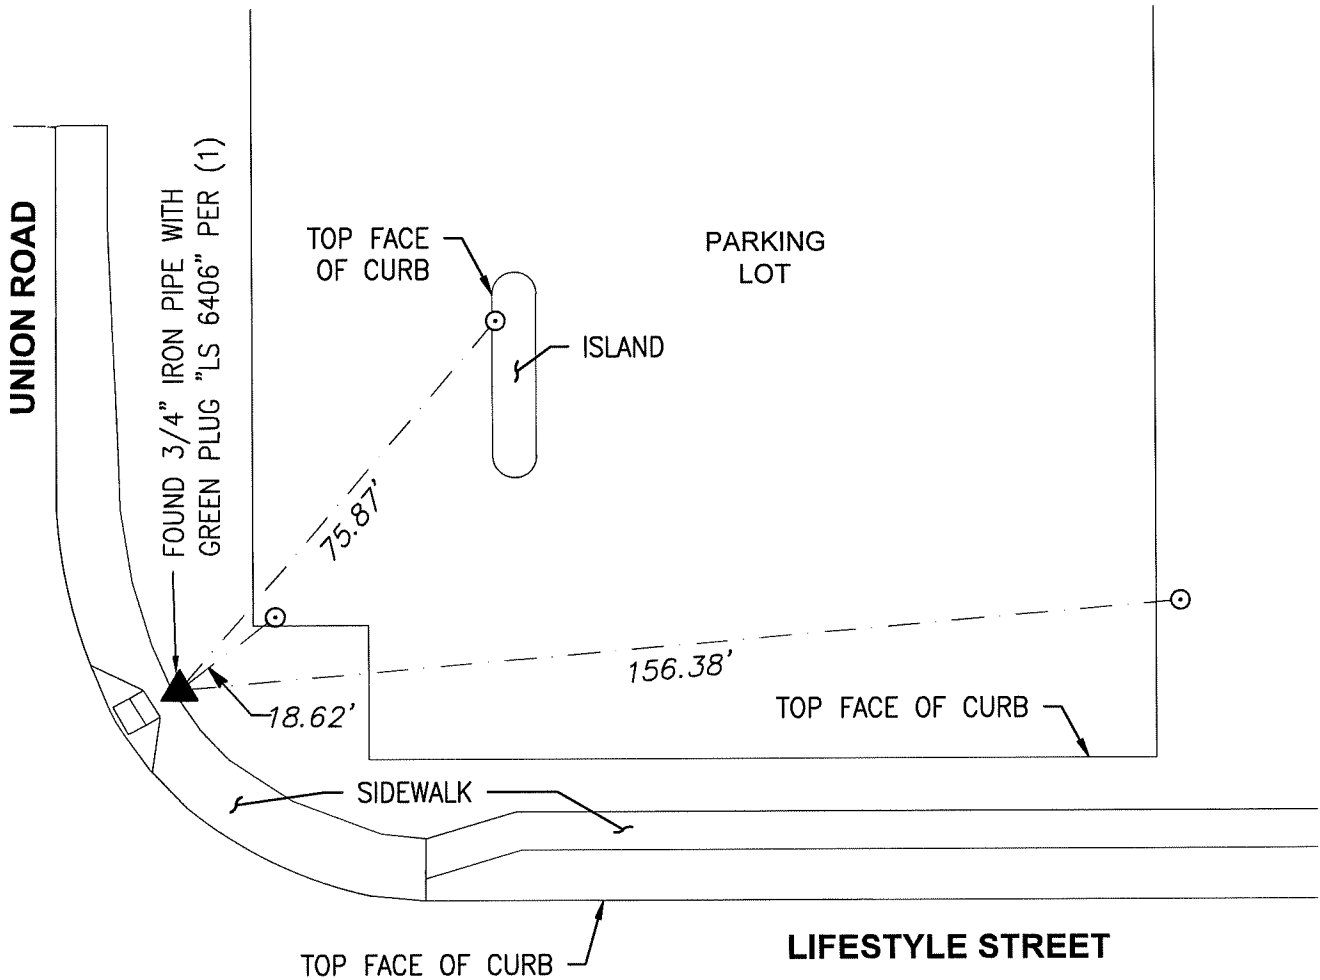 UNION ROAD
FOUND 3/4" IRON PIPE WITH
GREEN PLUG "LS 6406" PER (1)
TOP FACE
OF CURB
PARKING
LOT
ISLAND
75.87'
156.38'
18.62'
TOP FACE OF CURB
SIDEWALK
LIFESTYLE STREET
TOP FACE OF CURB